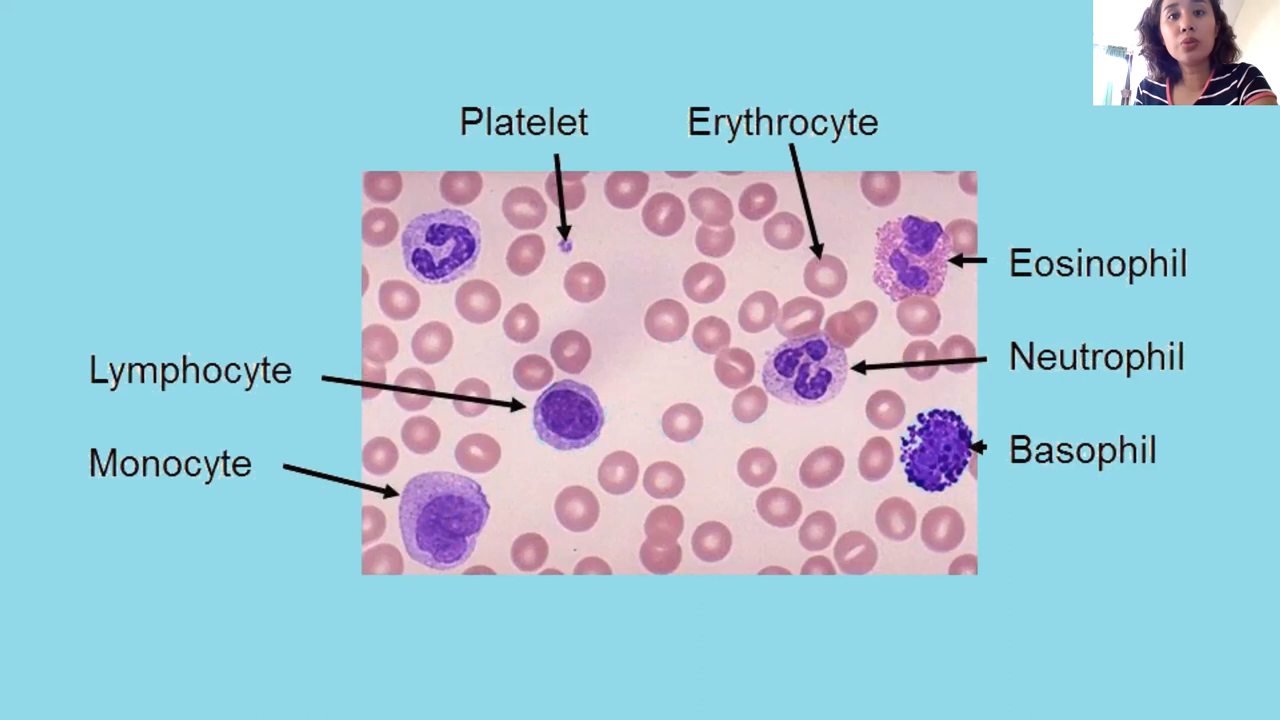 Platelet
Erythrocyte
Eosinophil
Neutrophil
Lymphocyte
Basophil
Monocyte